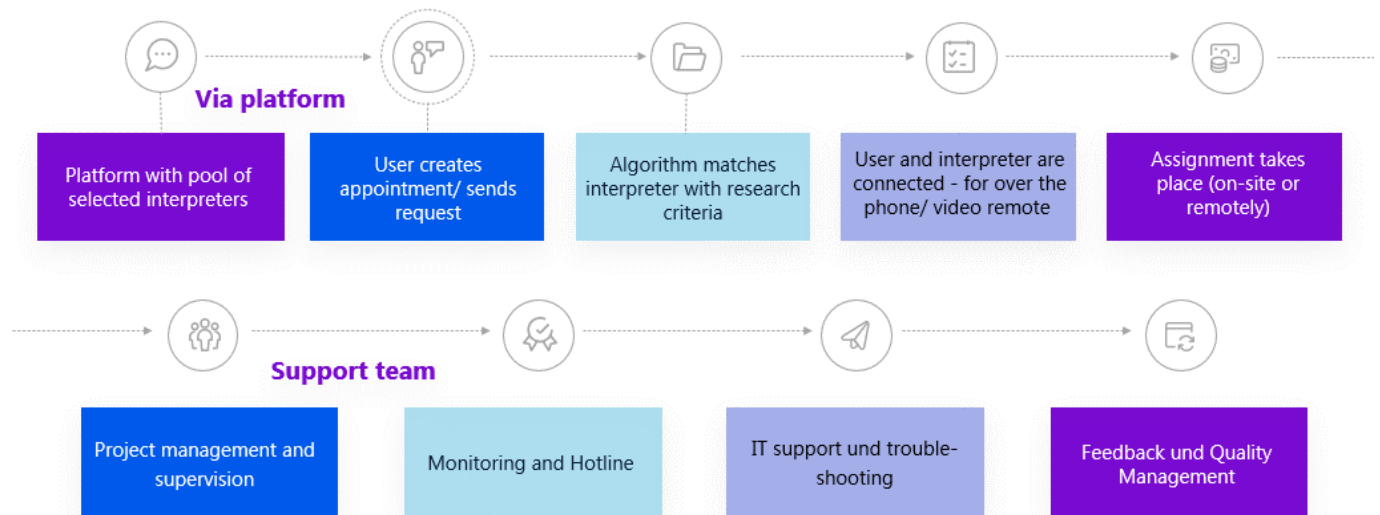 Via platform
Platform with pool of
selected interpreters
User creates
appointment/ sends
request
Algorithm matches
interpreter with research
criteria
User and interpreter are
connected - for over the
phone/ video remote
Assignment takes
place (on-site or
remotely)
Support team
Project management and
supervision
Monitoring and Hotline
IT support und trouble-
shooting
Feedback und Quality
Management